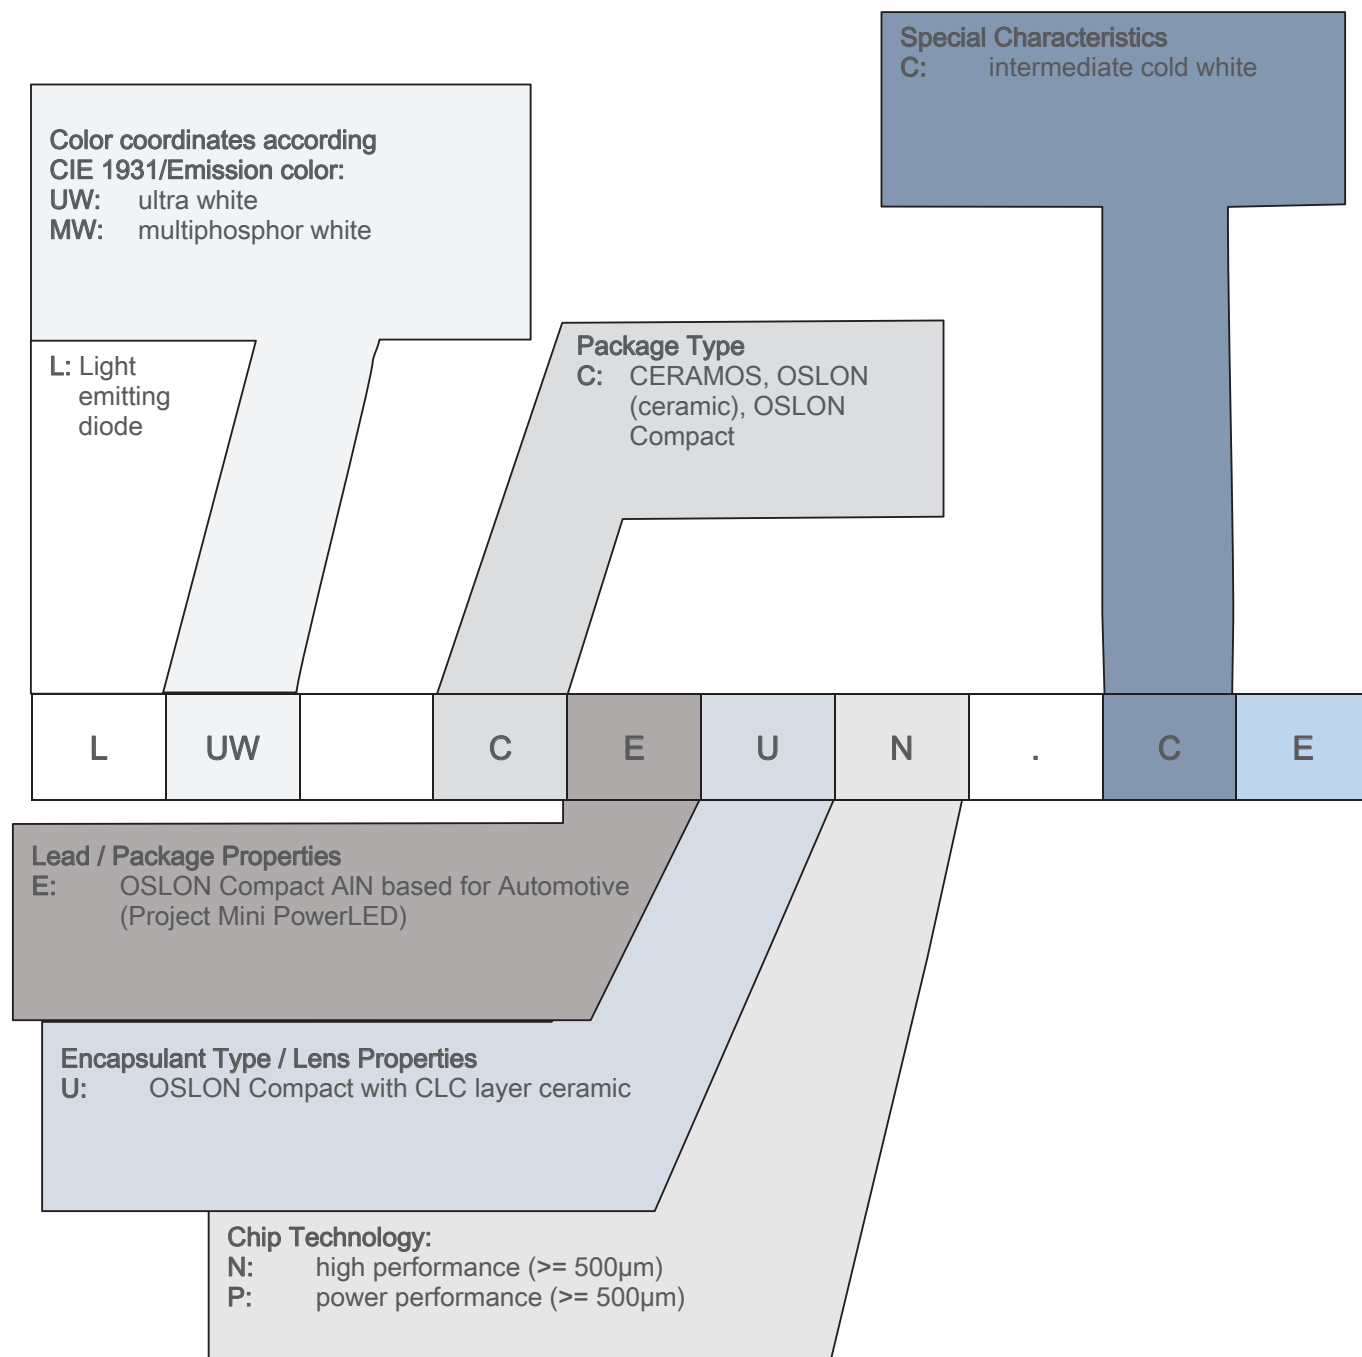 Special Characteristics
C: intermediate cold white
Color coordinates according
CIE 1931/Emission color:
UW: ultra white
MW: multiphosphor white
L: Light
emitting
diode
Package Type
C: CERAMOS, OSLON
(ceramic), OSLON
Compact
L UW C E U N . C E
Lead / Package Properties
E: OSLON Compact AlN based for Automotive
(Project Mini PowerLED)
Encapsulant Type / Lens Properties
U: OSLON Compact with CLC layer ceramic
Chip Technology:
N: high performance (>= 500µm)
P: power performance (>= 500µm)